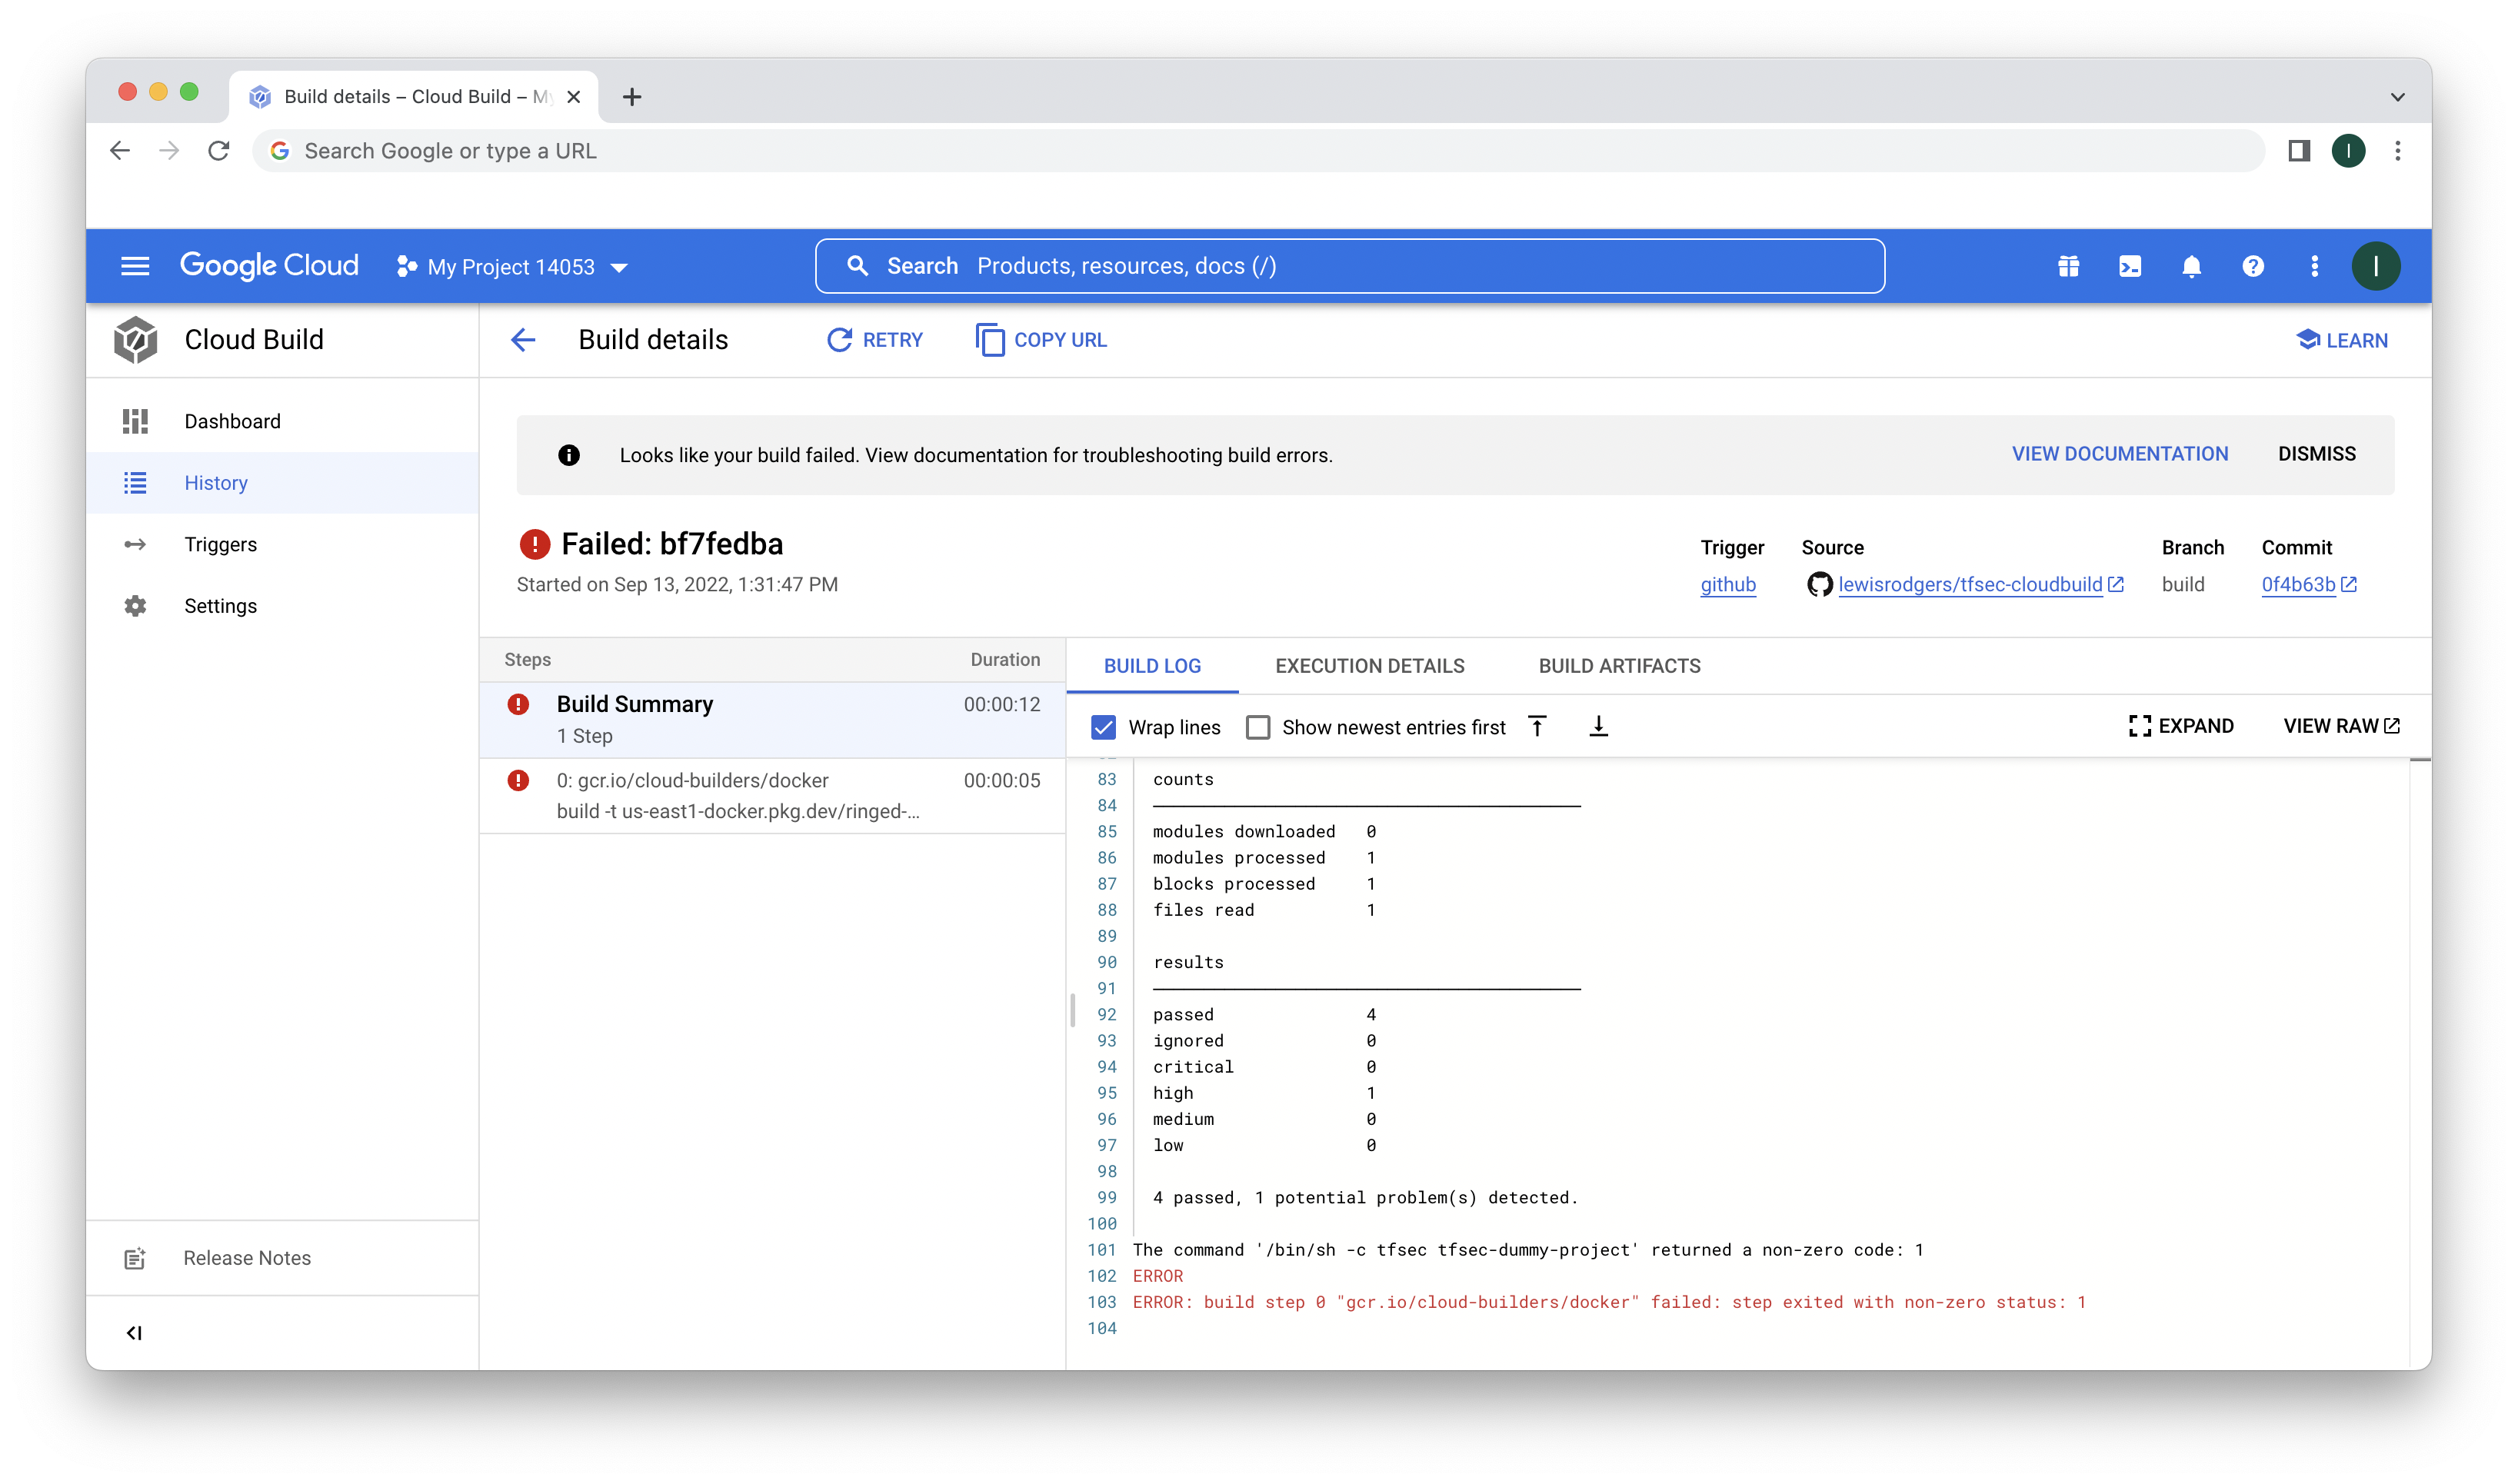 Build details – Cloud Build – My
Search Google or type a URL
I
Google Cloud
My Project 14053
Search Products, resources, docs (/)
I
Cloud Build
Build details
RETRY
COPY URL
LEARN
Dashboard
History
Triggers
Settings
Release Notes
Looks like your build failed. View documentation for troubleshooting build errors.
VIEW DOCUMENTATION
DISMISS
Failed: bf7fedba
Started on Sep 13, 2022, 1:31:47 PM
Trigger Source Branch Commit
github lewisrodgers/tfsec-cloudbuild build 0f4b63b
Steps Duration
Build Summary 00:00:12
1 Step
0: gcr.io/cloud-builders/docker 00:00:05
build -t us-east1-docker.pkg.dev/ringed-...
BUILD LOG EXECUTION DETAILS BUILD ARTIFACTS
Wrap lines Show newest entries first EXPAND VIEW RAW
83 counts
84
85 modules downloaded 0
86 modules processed 1
87 blocks processed 1
88 files read 1
89
90 results
91
92 passed 4
93 ignored 0
94 critical 0
95 high 1
96 medium 0
97 low 0
98
99 4 passed, 1 potential problem(s) detected.
100
101 The command '/bin/sh -c tfsec tfsec-dummy-project' returned a non-zero code: 1
102 ERROR
103 ERROR: build step 0 "gcr.io/cloud-builders/docker" failed: step exited with non-zero status: 1
104